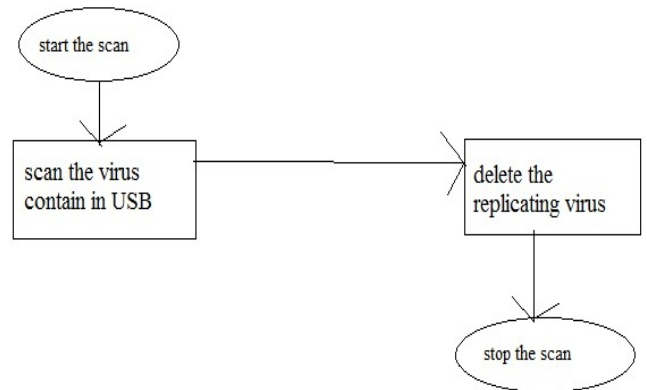 start the scan
scan the virus
contain in USB
delete the
replicating virus
stop the scan